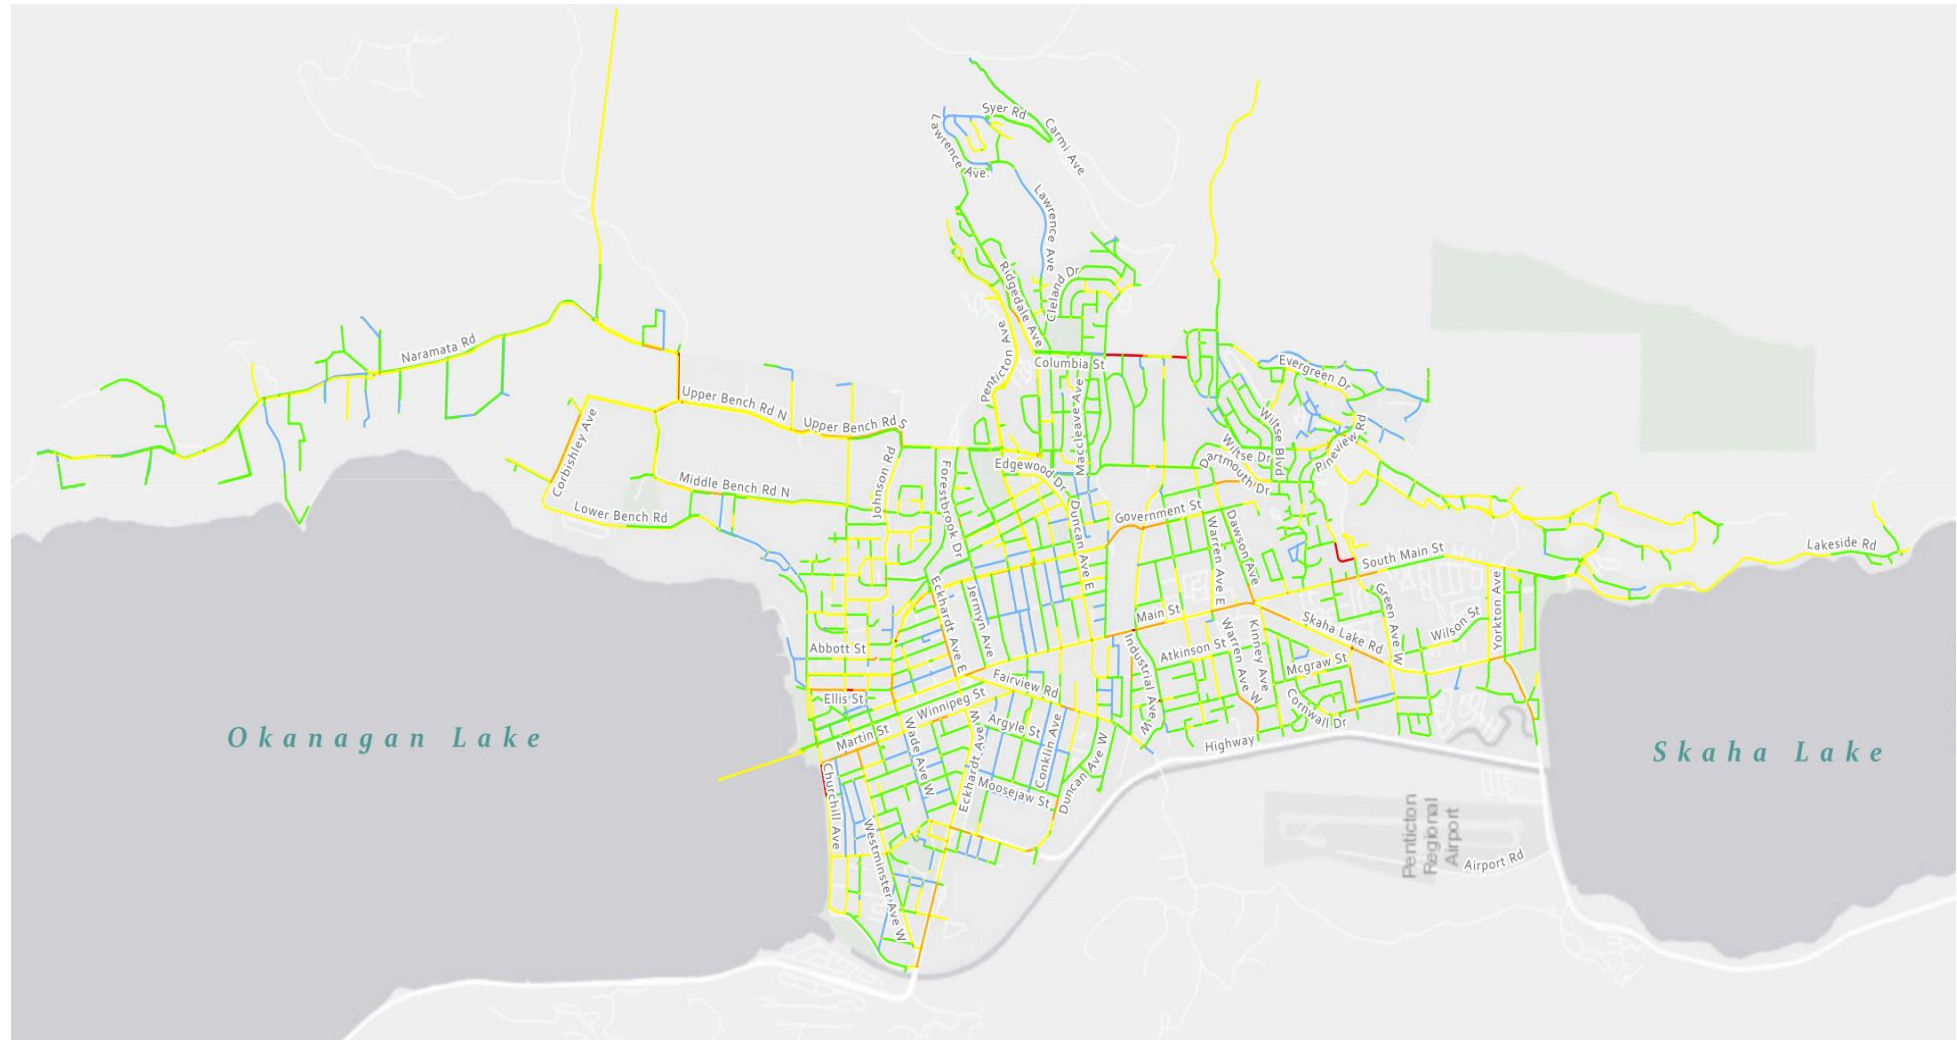 Syer Rd
Carmi Ave
Lawrence Ave.
Lawrence Ave
Cleland Dr
Ridgedale Ave
Penticton Ave
Naramata Rd
Columbia St
Evergreen Dr
Maccleave Ave
Upper Bench Rd N
Upper Bench Rd S
Corbishley Ave
Wiltse Blvd
Pineview Rd
Wiltse Dr
Dartmouth Dr
Edgewood Dr
Johnson Rd
Forestbrook Dr
Middle Bench Rd N
Lower Bench Rd
Duncan Ave E
Government St
Warren Ave E
Dawson Ave
South Main St
Lakeside Rd
Eckhardt Ave E
Jermyn Ave
Main St
Green Ave W
Yorkton Ave
Wilson St
Skaha Lake Rd
Kinney Ave
Warren Ave W
Atkinson St
Mcgraw St
Industrial Ave W
Abbott St
Ellis St
Fairview Rd
Winnipeg St
Cornwall Dr
Argyle St
Martin St
Wade Ave W
Eckhardt Ave W
Conklin Ave
Duncan Ave W
Highway
Okanagan Lake
Skaha Lake
Moosejaw St
Churchill Ave
Westminster Ave W
Penticton
Regional
Airport
Airport Rd